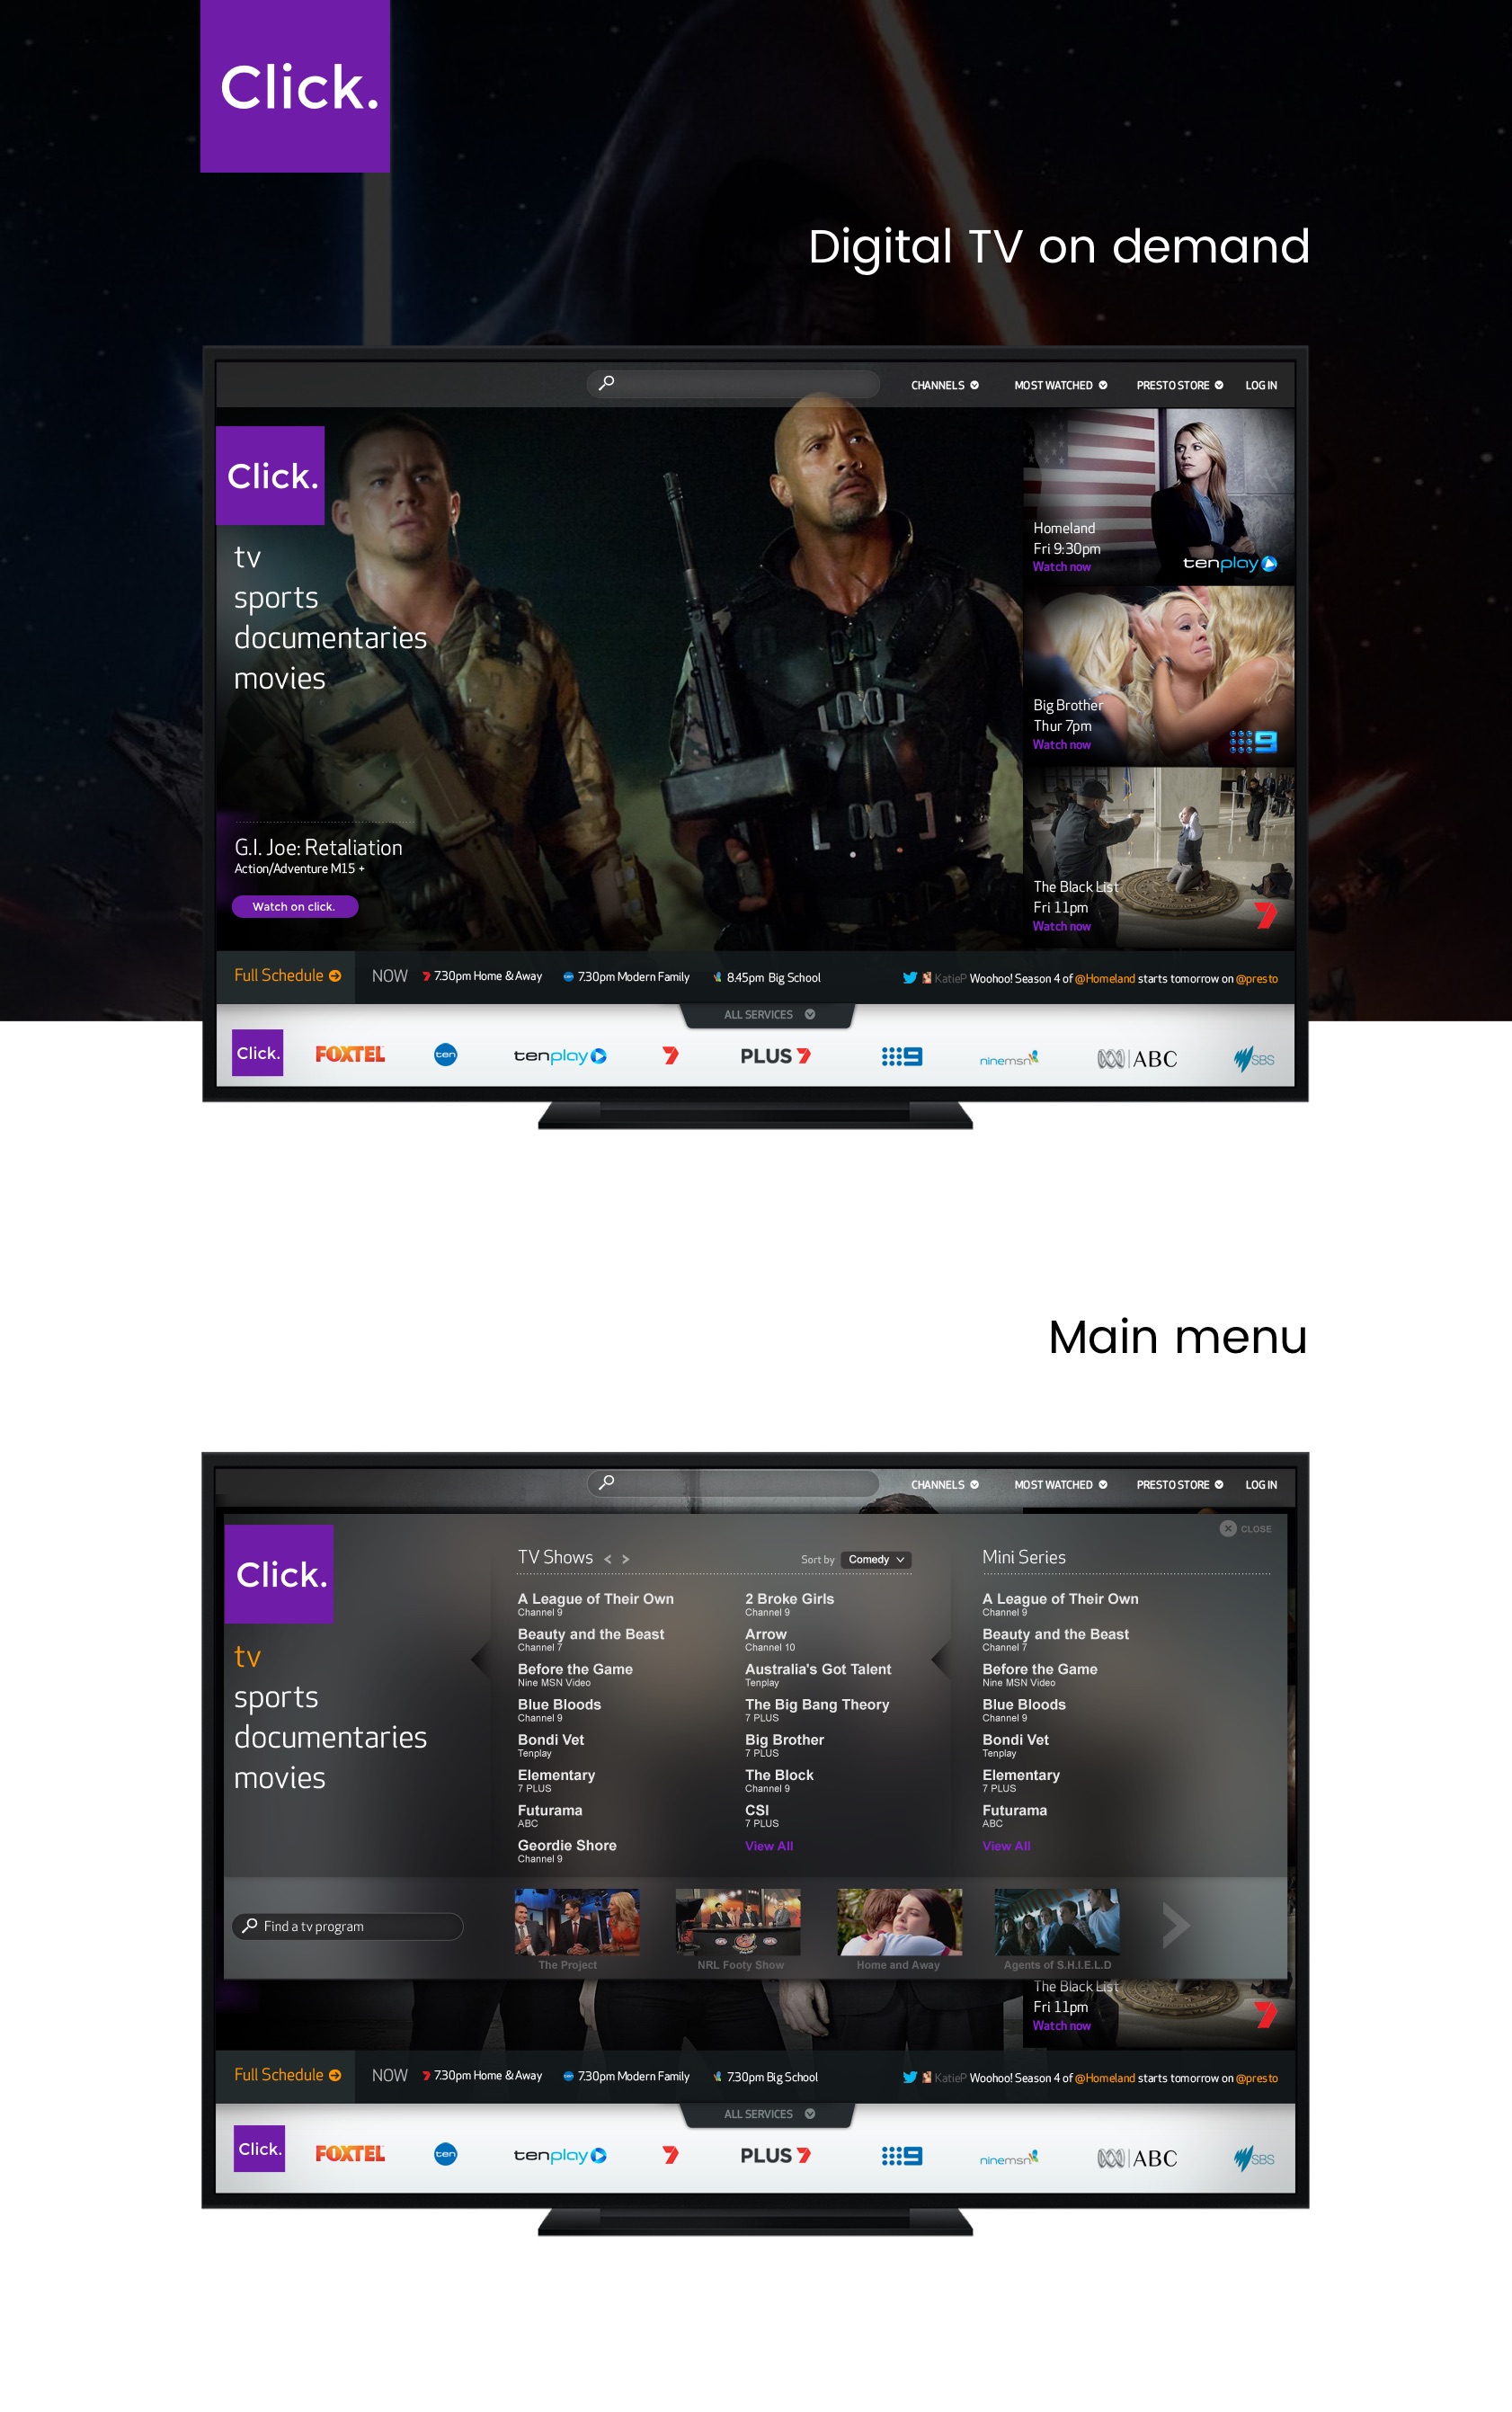 Click.
Digital TV on demand
CHANNELS MOST WATCHED PRESTO STORE LOG IN
Click.
tv
sports
documentaries
movies
G.I. Joe: Retaliation
Action/Adventure M15 +
Watch on click.
Homeland
Fri 9:30pm
Watch now
tenplay
Big Brother
Thur 7pm
Watch now
9
The Black List
Fri 11pm
Watch now
7
Full Schedule NOW 7 7.30pm Home & Away ten 7.30pm Modern Family 8.45pm Big School KatieP Woohoo! Season 4 of @Homeland starts tomorrow on @presto
ALL SERVICES
Click. FOXTEL ten tenplay 7 PLUS 7 9 ninemsn ABC SBS
Main menu
CHANNELS MOST WATCHED PRESTO STORE LOG IN
CLOSE
Click.
tv
sports
documentaries
movies
Find a tv program
TV Shows < > Sort by Comedy
A League of Their Own
Channel 9
Beauty and the Beast
Channel 7
Before the Game
Nine MSN Video
Blue Bloods
Channel 9
Bondi Vet
Tenplay
Elementary
7 PLUS
Futurama
ABC
Geordie Shore
Channel 9
2 Broke Girls
Channel 9
Arrow
Channel 10
Australia's Got Talent
Tenplay
The Big Bang Theory
7 PLUS
Big Brother
7 PLUS
The Block
Channel 9
CSI
7 PLUS
View All
Mini Series
A League of Their Own
Channel 9
Beauty and the Beast
Channel 7
Before the Game
Nine MSN Video
Blue Bloods
Channel 9
Bondi Vet
Tenplay
Elementary
7 PLUS
Futurama
ABC
View All
The Project NRL Footy Show Home and Away Agents of S.H.I.E.L.D
The Black List
Fri 11pm
Watch now
7
Full Schedule NOW 7 7.30pm Home & Away ten 7.30pm Modern Family 7.30pm Big School KatieP Woohoo! Season 4 of @Homeland starts tomorrow on @presto
ALL SERVICES
Click. FOXTEL ten tenplay 7 PLUS 7 9 ninemsn ABC SBS